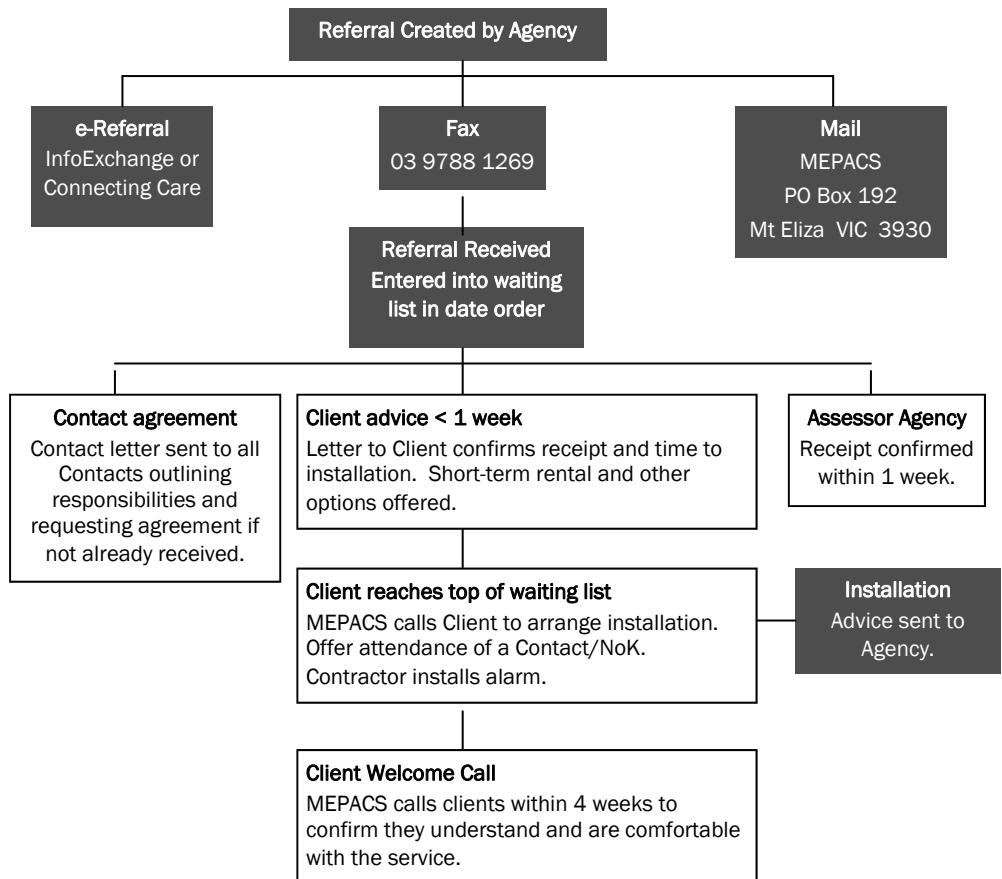 Referral Created by Agency
e-Referral
InfoExchange or
Connecting Care
Fax
03 9788 1269
Mail
MEPACS
PO Box 192
Mt Eliza  VIC  3930
Referral Received
Entered into waiting
list in date order
Contact agreement
Contact letter sent to all
Contacts outlining
responsibilities and
requesting agreement if
not already received.
Client advice < 1 week
Letter to Client confirms receipt and time to
installation.  Short-term rental and other
options offered.
Assessor Agency
Receipt confirmed
within 1 week.
Client reaches top of waiting list
MEPACS calls Client to arrange installation.
Offer attendance of a Contact/NoK.
Contractor installs alarm.
Installation
Advice sent to
Agency.
Client Welcome Call
MEPACS calls clients within 4 weeks to
confirm they understand and are comfortable
with the service.